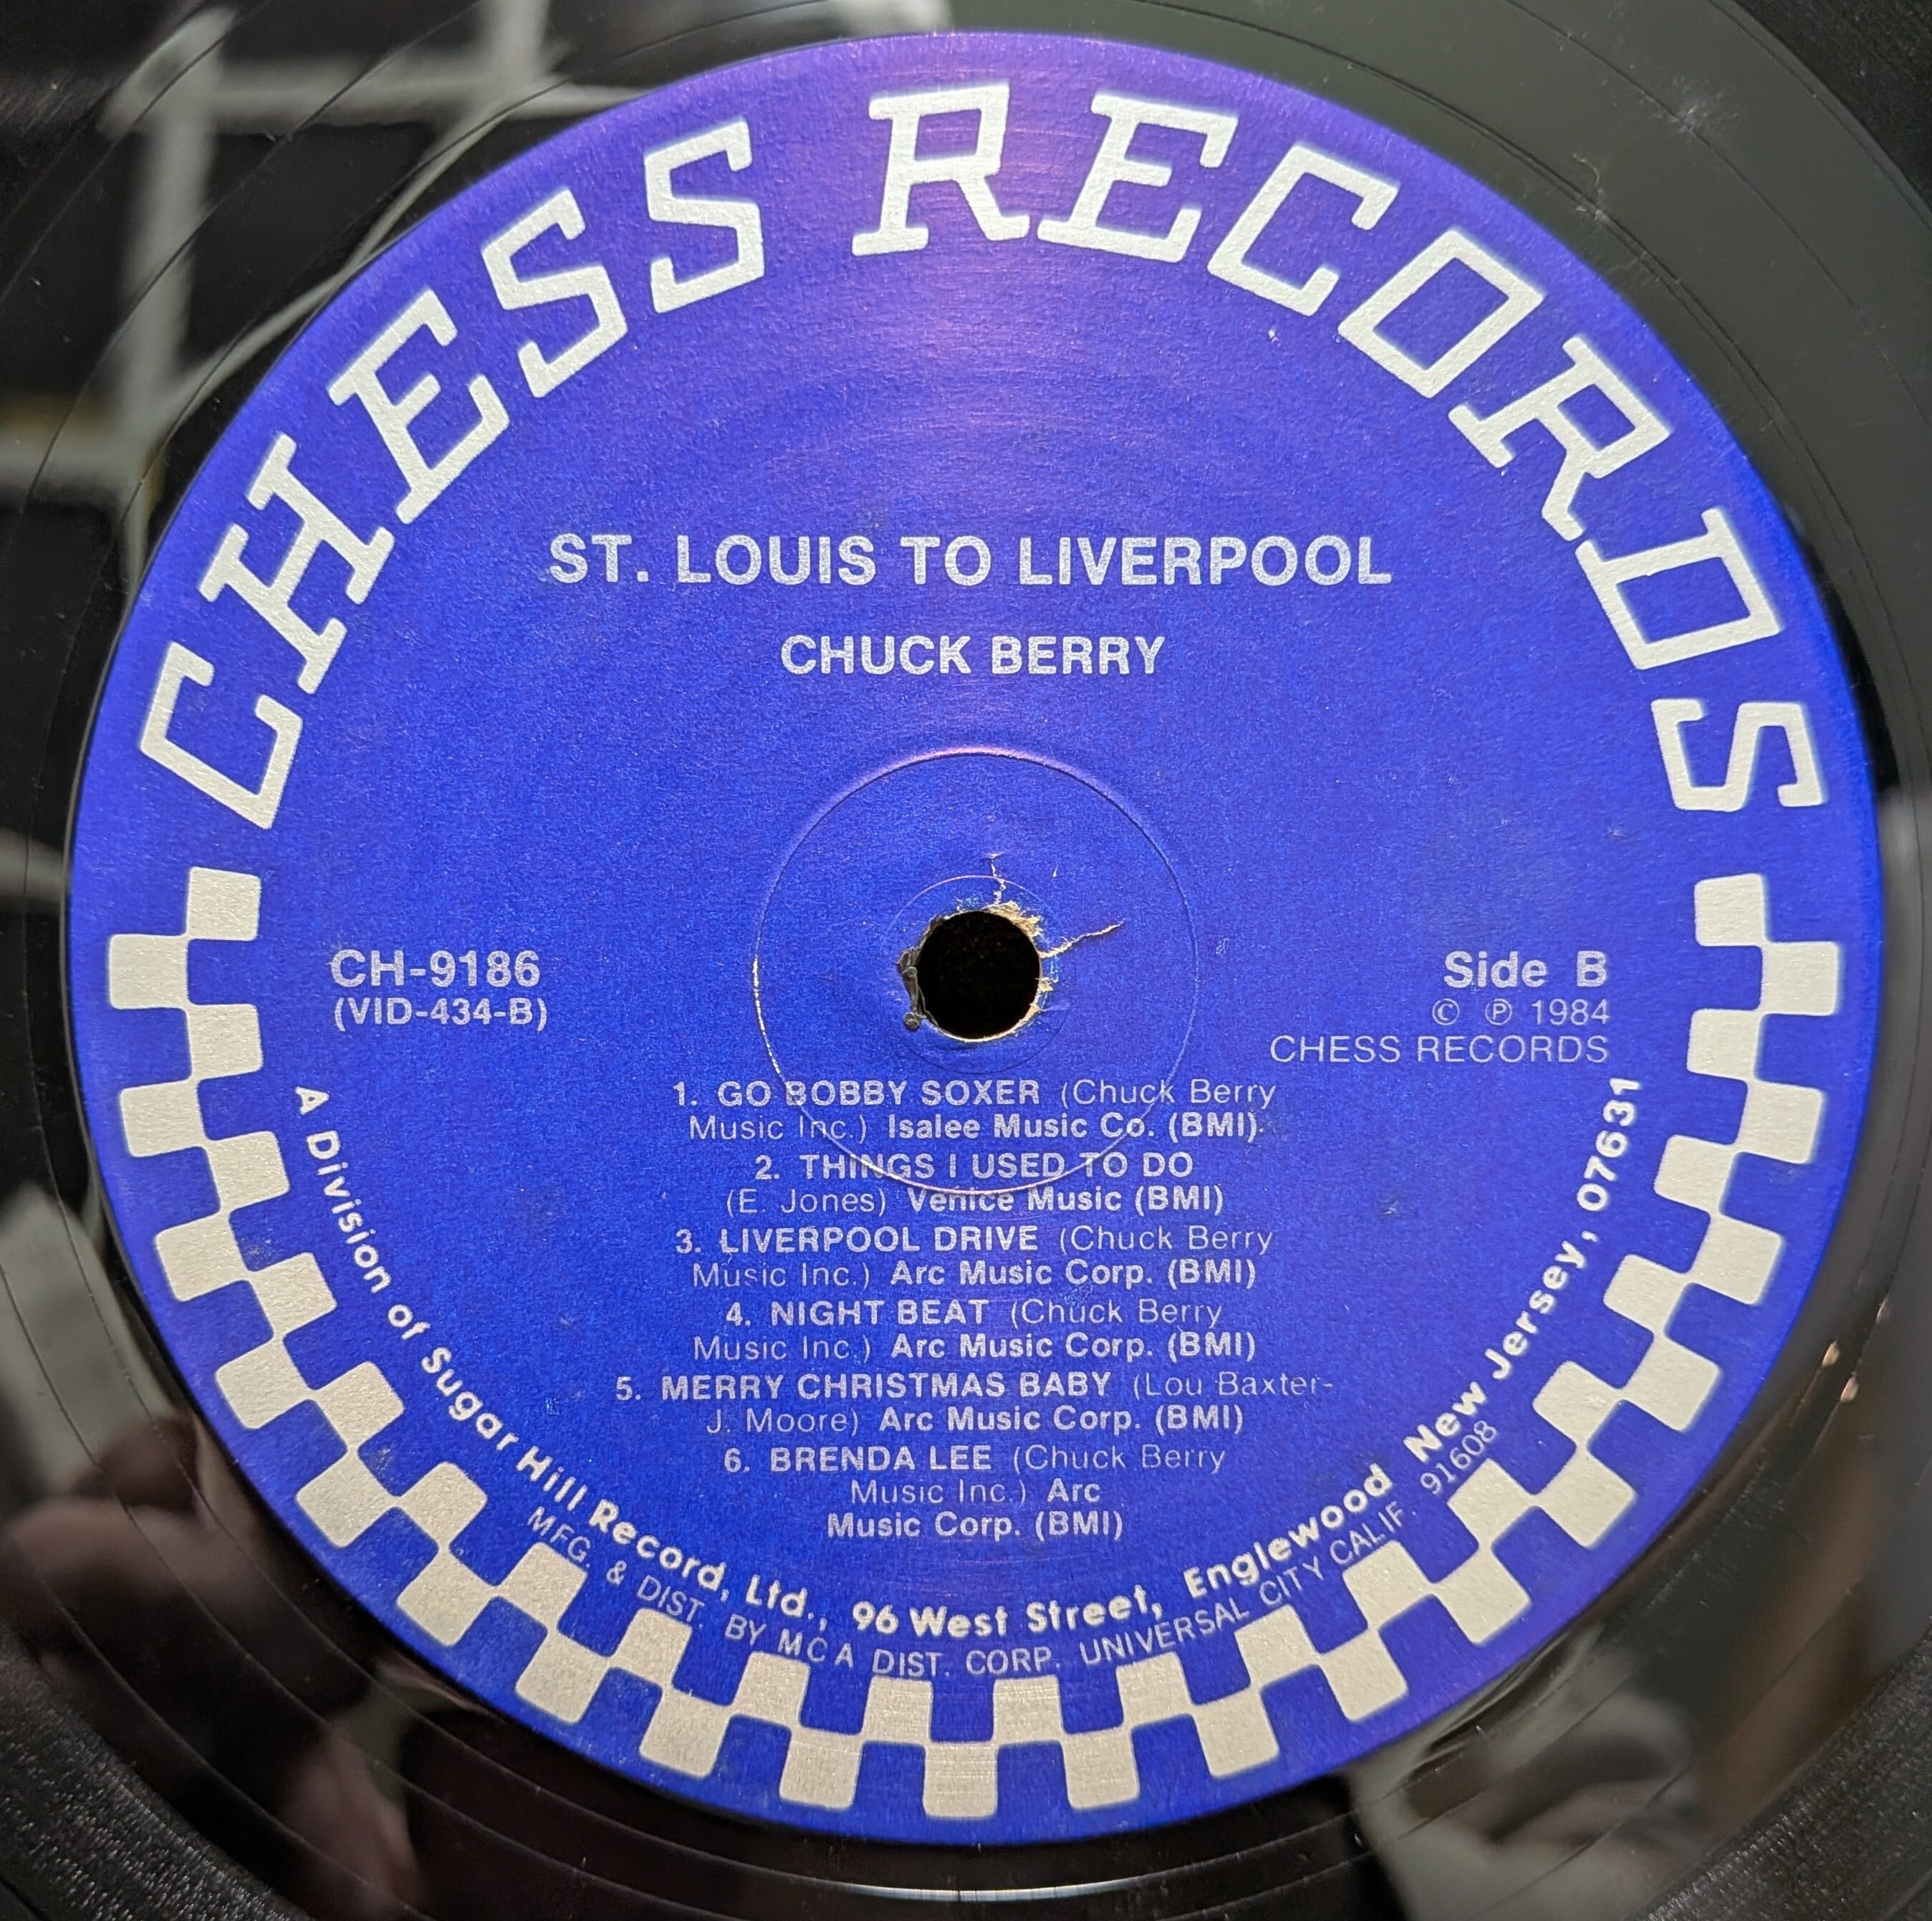 CHESS RECORDS
ST. LOUIS TO LIVERPOOL
CHUCK BERRY
CH-9186
(VID-434-B)
Side B
© ℗ 1984
CHESS RECORDS
1. GO BOBBY SOXER (Chuck Berry
Music Inc.) Isalee Music Co. (BMI)
2. THINGS I USED TO DO
(E. Jones) Venice Music (BMI)
3. LIVERPOOL DRIVE (Chuck Berry
Music Inc.) Arc Music Corp. (BMI)
4. NIGHT BEAT (Chuck Berry
Music Inc.) Arc Music Corp. (BMI)
5. MERRY CHRISTMAS BABY (Lou Baxter-
J. Moore) Arc Music Corp. (BMI)
6. BRENDA LEE (Chuck Berry
Music Inc.) Arc
Music Corp. (BMI)
A Division of Sugar Hill Record, Ltd., 96 West Street, Englewood New Jersey, 07631
MFG. & DIST. BY MCA DIST. CORP. UNIVERSAL CITY CALIF. 91608